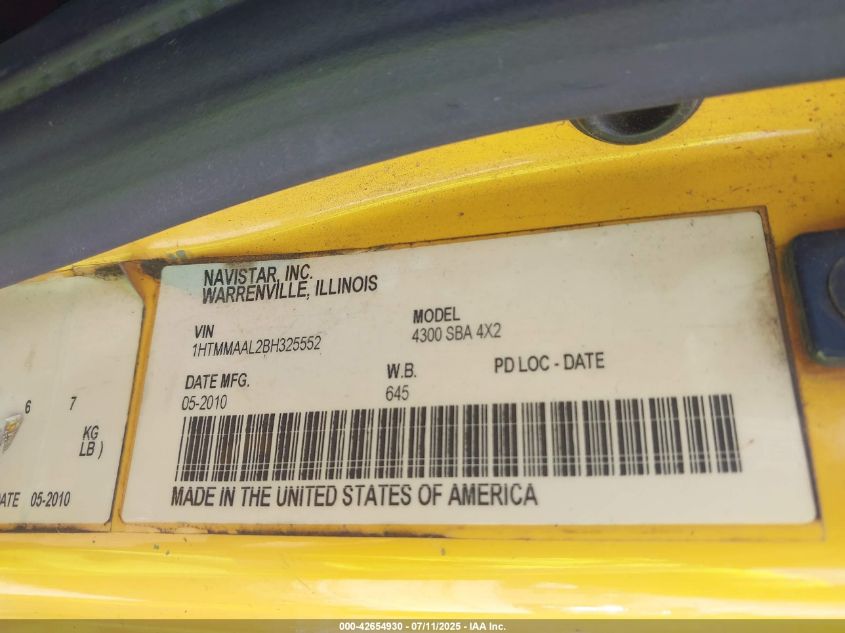 NAVISTAR, INC.
WARRENVILLE, ILLINOIS
VIN
1HTMMAAL2BH325552
MODEL
4300 SBA 4X2
DATE MFG.
05-2010
W.B.
645
PD LOC - DATE
MADE IN THE UNITED STATES OF AMERICA
6 7
KG
LB )
DATE 05-2010
000-42654930 - 07/11/2025 - IAA Inc.